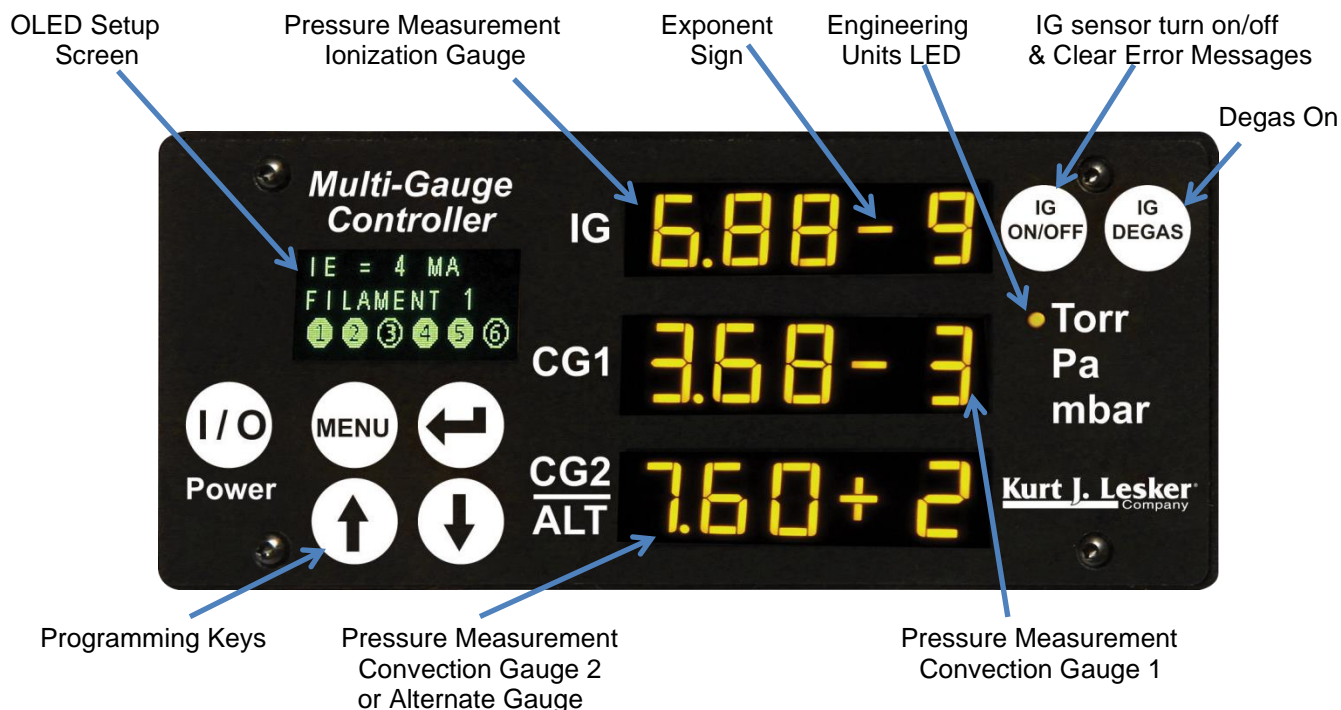 OLED Setup
Screen
Pressure Measurement
Ionization Gauge
Exponent
Sign
Engineering
Units LED
IG sensor turn on/off
& Clear Error Messages
Degas On
Multi-Gauge
Controller
IE = 4 MA
FILAMENT 1
1 2 3 4 5 6
IG
6.88 - 9
IG
ON/OFF
IG
DEGAS
CG1
3.68 - 3
Torr
Pa
mbar
I/O
Power
MENU
CG2
ALT
7.60 + 2
Kurt J. Lesker
Company
Programming Keys
Pressure Measurement
Convection Gauge 2
or Alternate Gauge
Pressure Measurement
Convection Gauge 1